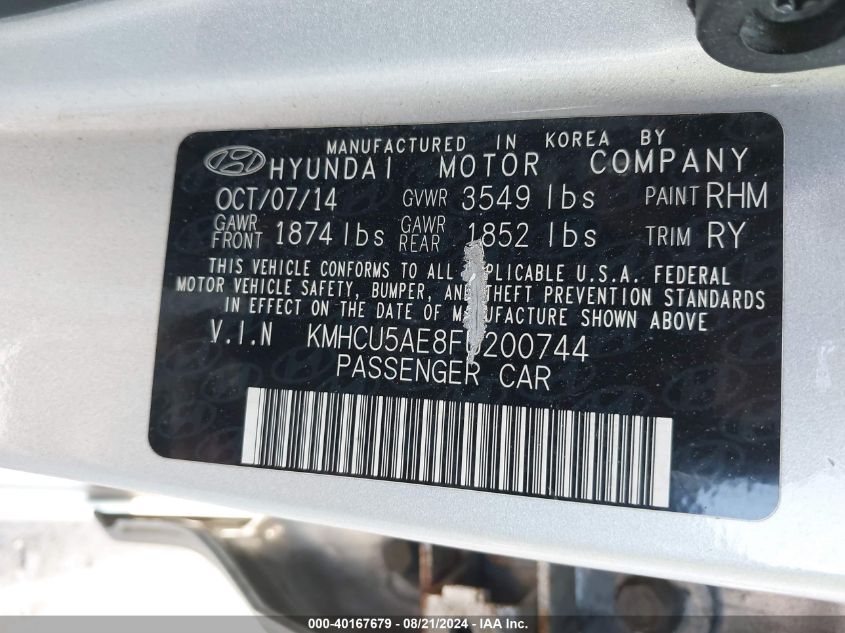 MANUFACTURED IN KOREA BY
HYUNDAI MOTOR COMPANY
OCT/07/14 GVWR 3549 lbs PAINT RHM
GAWR FRONT 1874 lbs GAWR REAR 1852 lbs TRIM RY
THIS VEHICLE CONFORMS TO ALL APPLICABLE U.S.A. FEDERAL
MOTOR VEHICLE SAFETY, BUMPER, AND THEFT PREVENTION STANDARDS
IN EFFECT ON THE DATE OF MANUFACTURE SHOWN ABOVE
V.I.N KMHCU5AE8FU200744
PASSENGER CAR
000-40167679 - 08/21/2024 - IAA Inc.